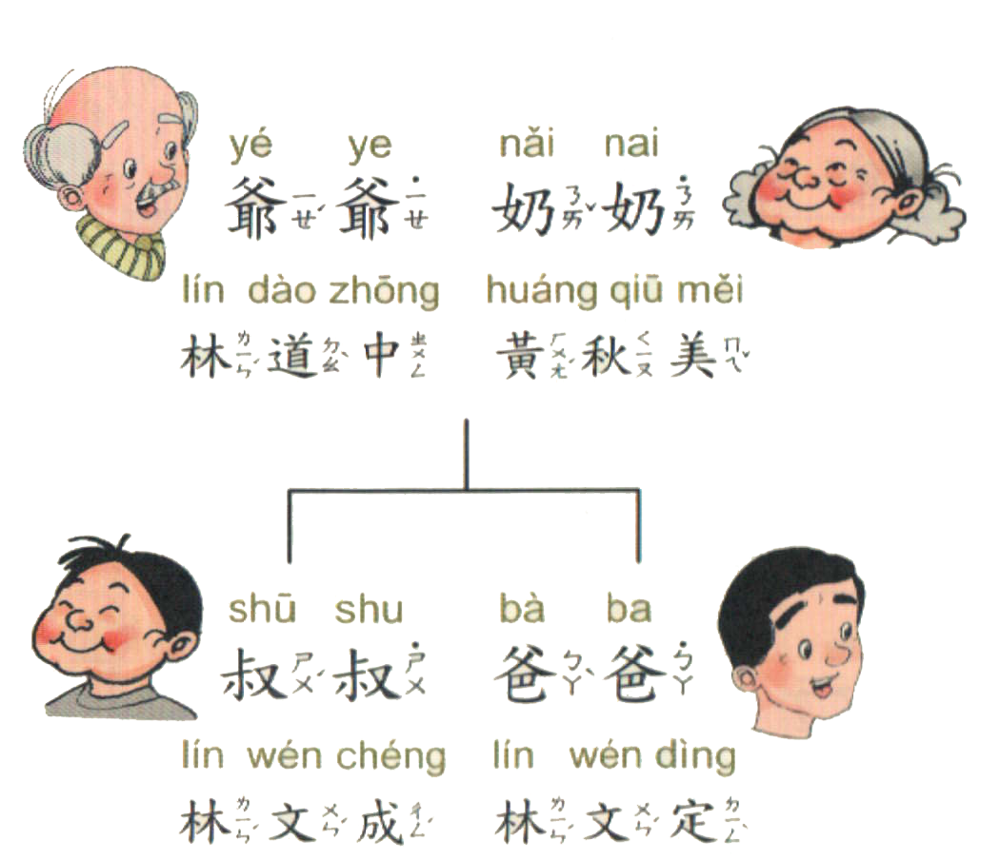 yé ye nǎi nai
爺ㄧㄝˊ爺˙ㄧㄝ 奶ㄋㄞˇ奶˙ㄋㄞ
lín dào zhōng huáng qiū měi
林ㄌㄧㄣˊ道ㄉㄠˋ中ㄓㄨㄥ 黃ㄏㄨㄤˊ秋ㄑㄧㄡ美ㄇㄟˇ
shū shu bà ba
叔ㄕㄨˊ叔˙ㄕㄨ 爸ㄅㄚˋ爸˙ㄅㄚ
lín wén chéng lín wén dìng
林ㄌㄧㄣˊ文ㄨㄣˊ成ㄔㄥˊ 林ㄌㄧㄣˊ文ㄨㄣˊ定ㄉㄧㄥˋ